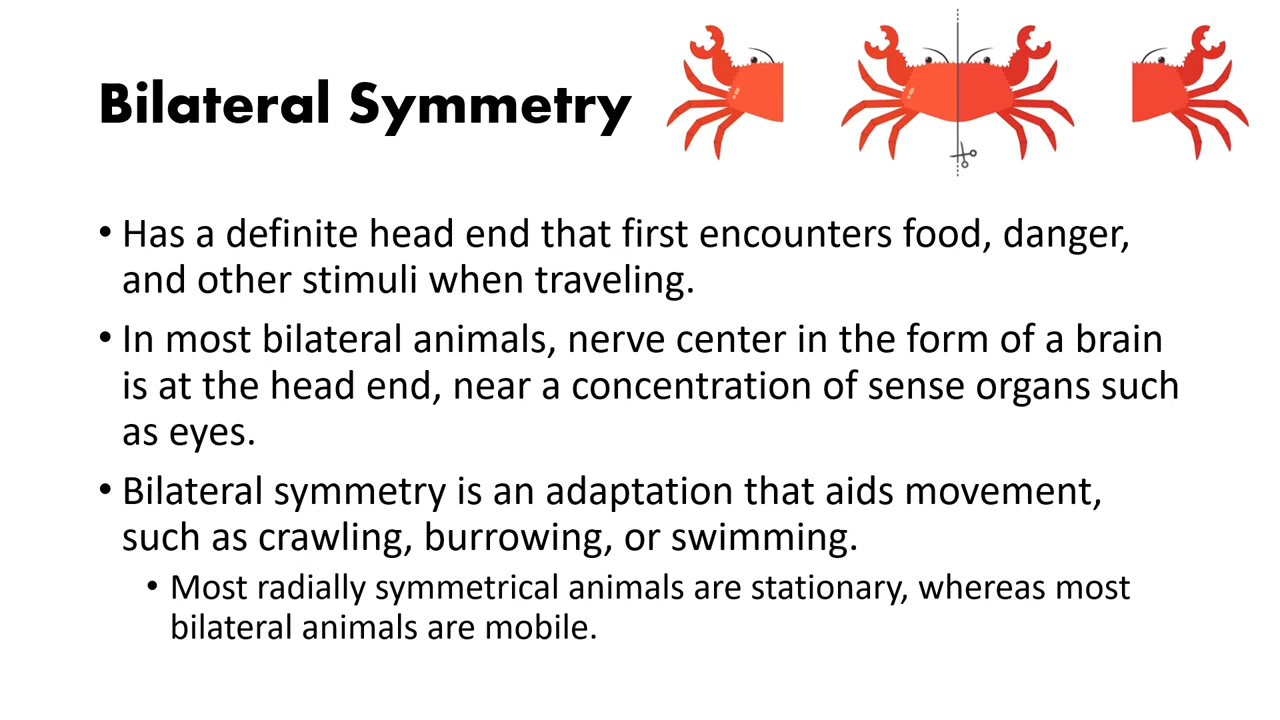 Bilateral Symmetry
• Has a definite head end that first encounters food, danger,
and other stimuli when traveling.
• In most bilateral animals, nerve center in the form of a brain
is at the head end, near a concentration of sense organs such
as eyes.
• Bilateral symmetry is an adaptation that aids movement,
such as crawling, burrowing, or swimming.
• Most radially symmetrical animals are stationary, whereas most
bilateral animals are mobile.